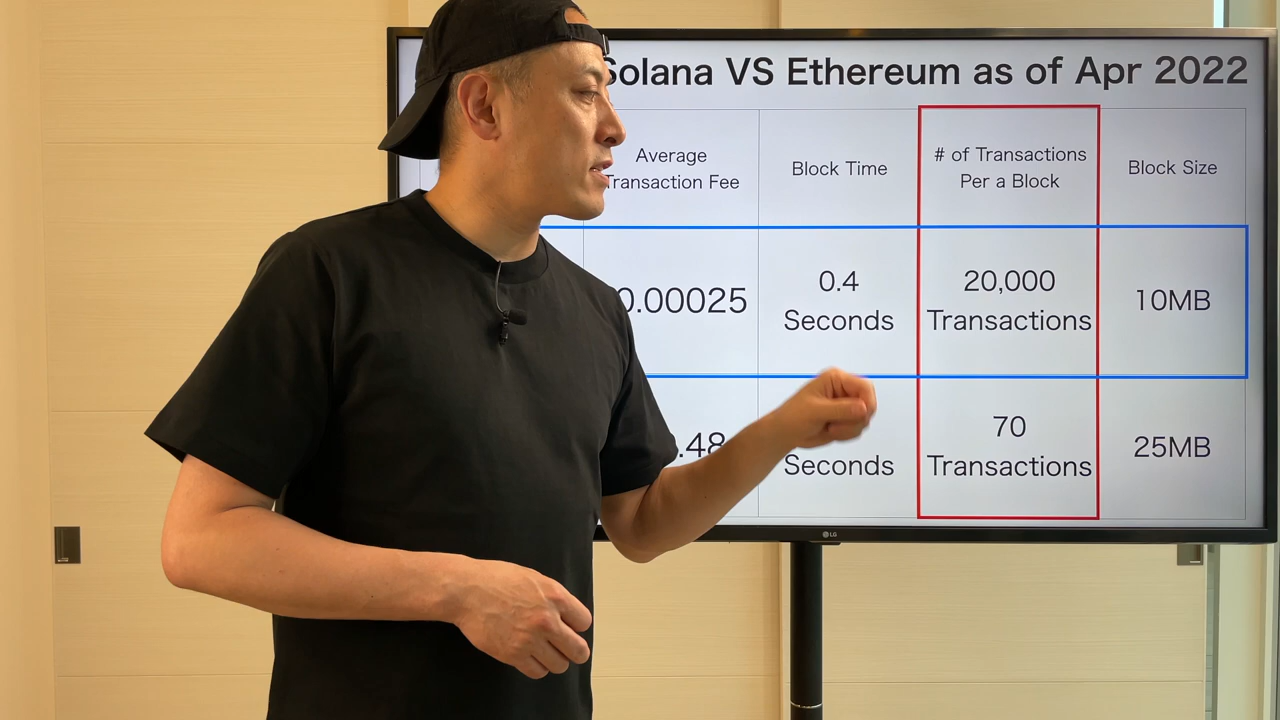 Solana VS Ethereum as of Apr 2022
Average
Transaction Fee
Block Time
# of Transactions
Per a Block
Block Size
0.00025
0.4
Seconds
20,000
Transactions
10MB
.48
Seconds
70
Transactions
25MB
LG